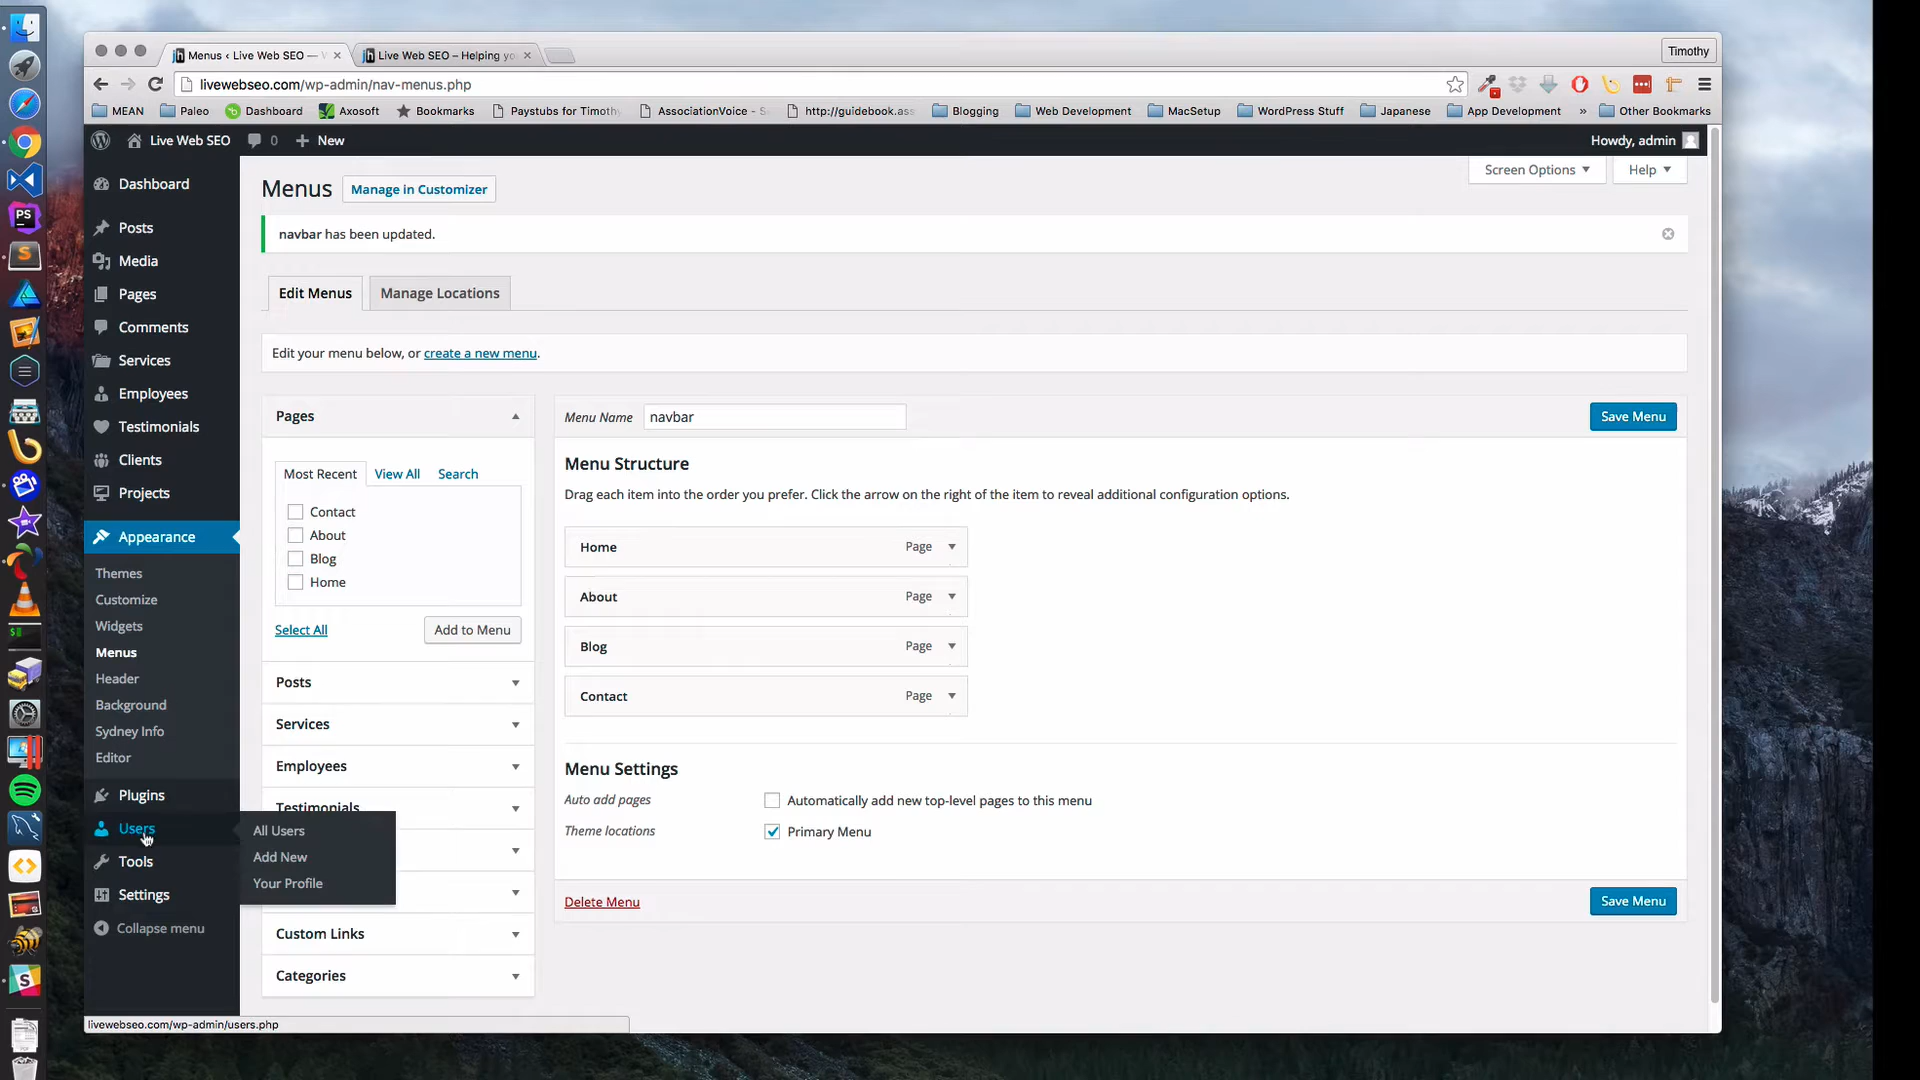 Menus ‹ Live Web SEO —
Live Web SEO – Helping yo
Timothy
livewebseo.com/wp-admin/nav-menus.php
MEAN
Paleo
Dashboard
Axosoft
Bookmarks
Paystubs for Timothy
AssociationVoice - S
http://guidebook.ass
Blogging
Web Development
MacSetup
WordPress Stuff
Japanese
App Development
»
Other Bookmarks
Live Web SEO
0
New
Howdy, admin
Dashboard
Posts
Media
Pages
Comments
Services
Employees
Testimonials
Clients
Projects
Appearance
Themes
Customize
Widgets
Menus
Header
Background
Sydney Info
Editor
Plugins
Users
Tools
Settings
Collapse menu
All Users
Add New
Your Profile
Menus
Manage in Customizer
Screen Options
Help
navbar has been updated.
Edit Menus
Manage Locations
Edit your menu below, or create a new menu.
Pages
Most Recent
View All
Search
Contact
About
Blog
Home
Select All
Add to Menu
Posts
Services
Employees
Testimonials
Custom Links
Categories
Menu Name
navbar
Save Menu
Menu Structure
Drag each item into the order you prefer. Click the arrow on the right of the item to reveal additional configuration options.
Home Page
About Page
Blog Page
Contact Page
Menu Settings
Auto add pages
Automatically add new top-level pages to this menu
Theme locations
Primary Menu
Delete Menu
Save Menu
livewebseo.com/wp-admin/users.php
PS